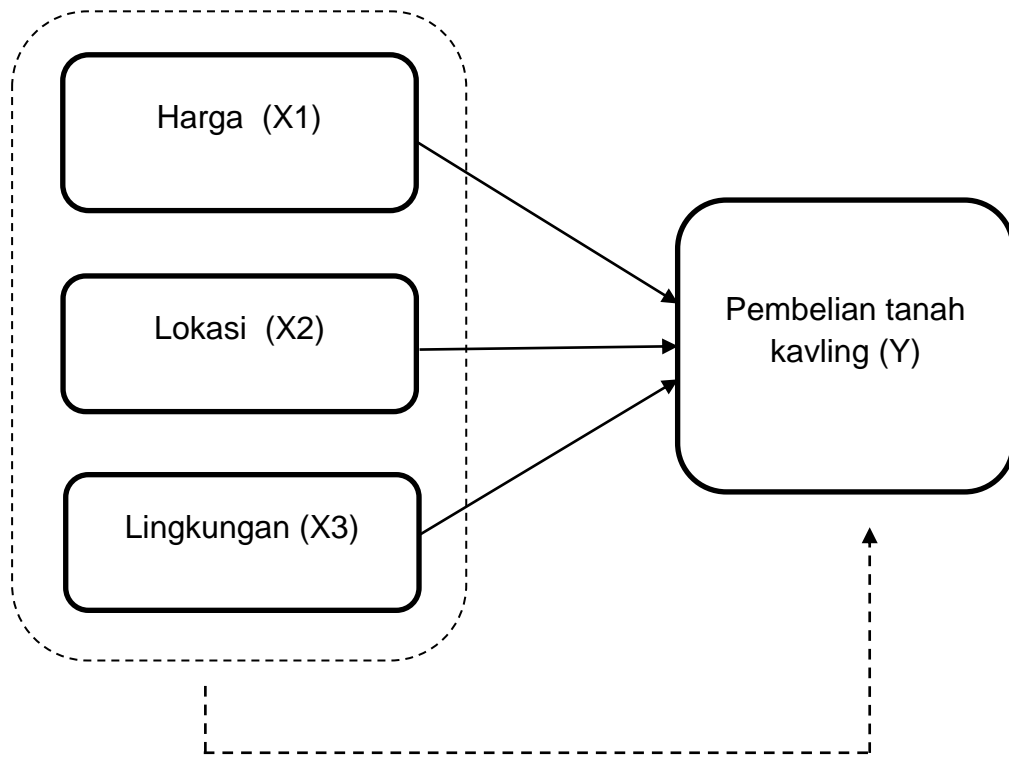 Harga (X1)
Lokasi (X2)
Lingkungan (X3)
Pembelian tanah
kavling (Y)